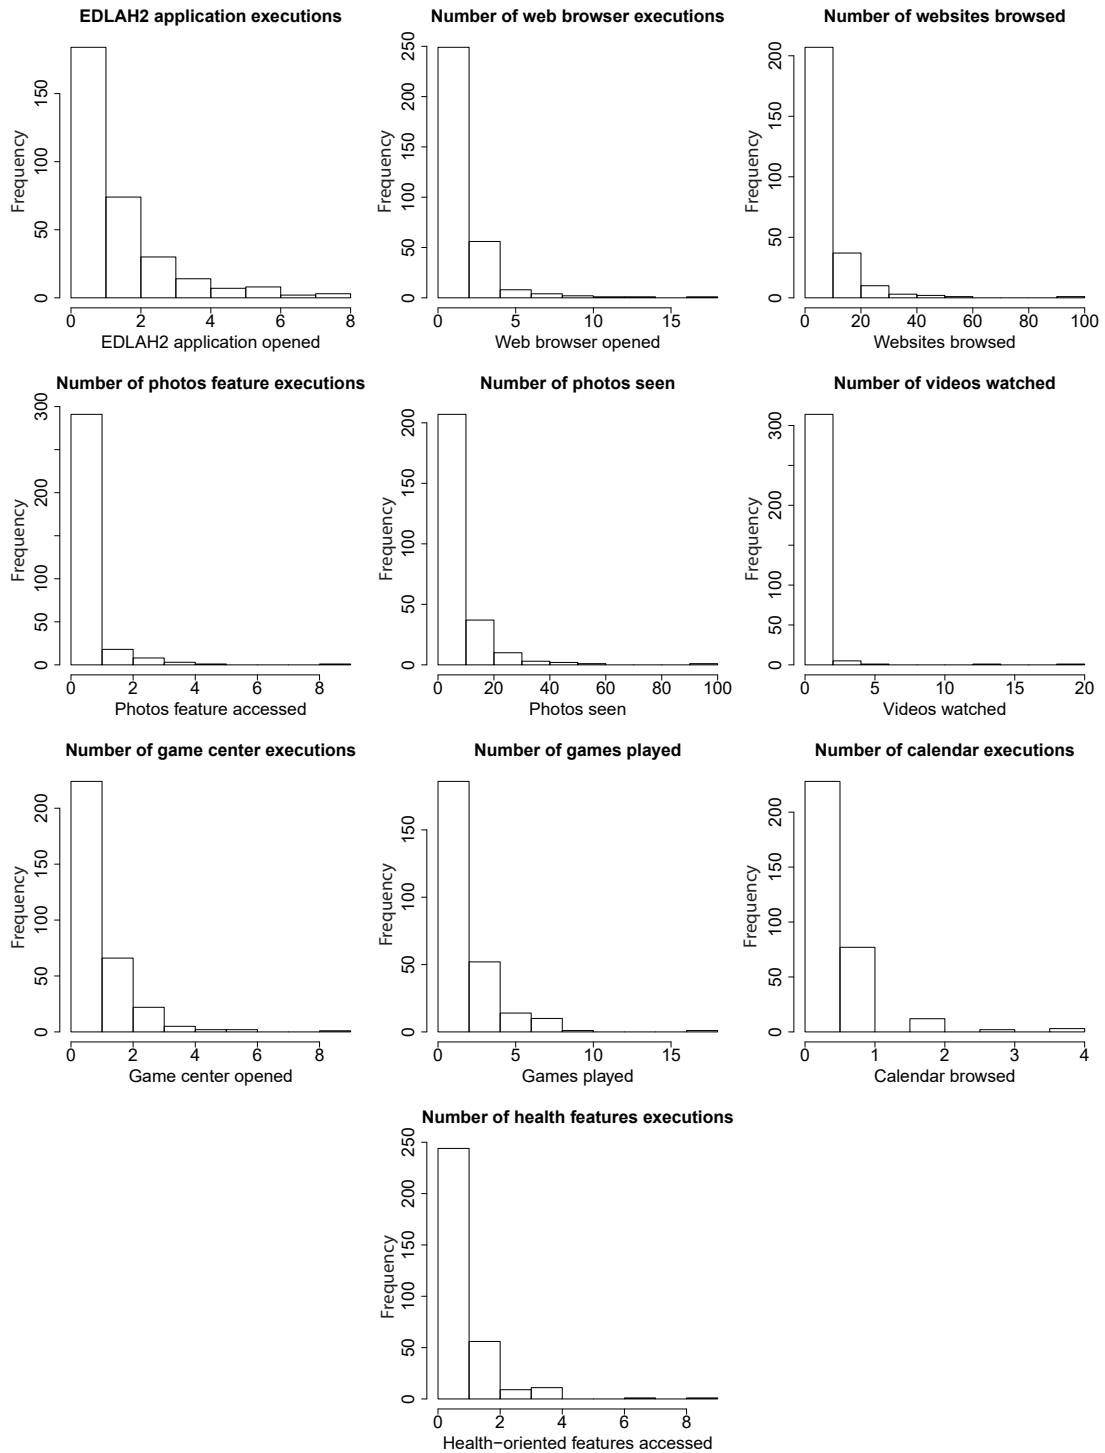 EDLAH2 application executions
Frequency
0 50 100 150
0 2 4 6 8
EDLAH2 application opened
Number of web browser executions
Frequency
0 50 100 150 200 250
0 5 10 15
Web browser opened
Number of websites browsed
Frequency
0 50 100 150 200
0 20 40 60 80 100
Websites browsed
Number of photos feature executions
Frequency
0 50 100 200 300
0 2 4 6 8
Photos feature accessed
Number of photos seen
Frequency
0 50 100 150 200
0 20 40 60 80 100
Photos seen
Number of videos watched
Frequency
0 50 100 200 300
0 5 10 15 20
Videos watched
Number of game center executions
Frequency
0 50 100 150 200
0 2 4 6 8
Game center opened
Number of games played
Frequency
0 50 100 150
0 5 10 15
Games played
Number of calendar executions
Frequency
0 50 100 150 200
0 1 2 3 4
Calendar browsed
Number of health features executions
Frequency
0 50 100 150 200 250
0 2 4 6 8
Health−oriented features accessed